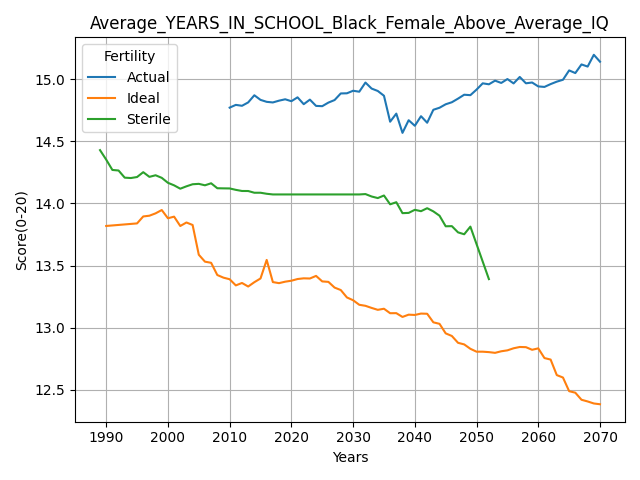 Average_YEARS_IN_SCHOOL_Black_Female_Above_Average_IQ
Fertility
Actual
Ideal
Sterile
Score(0-20)
15.0
14.5
14.0
13.5
13.0
12.5
1990 2000 2010 2020 2030 2040 2050 2060 2070
Years